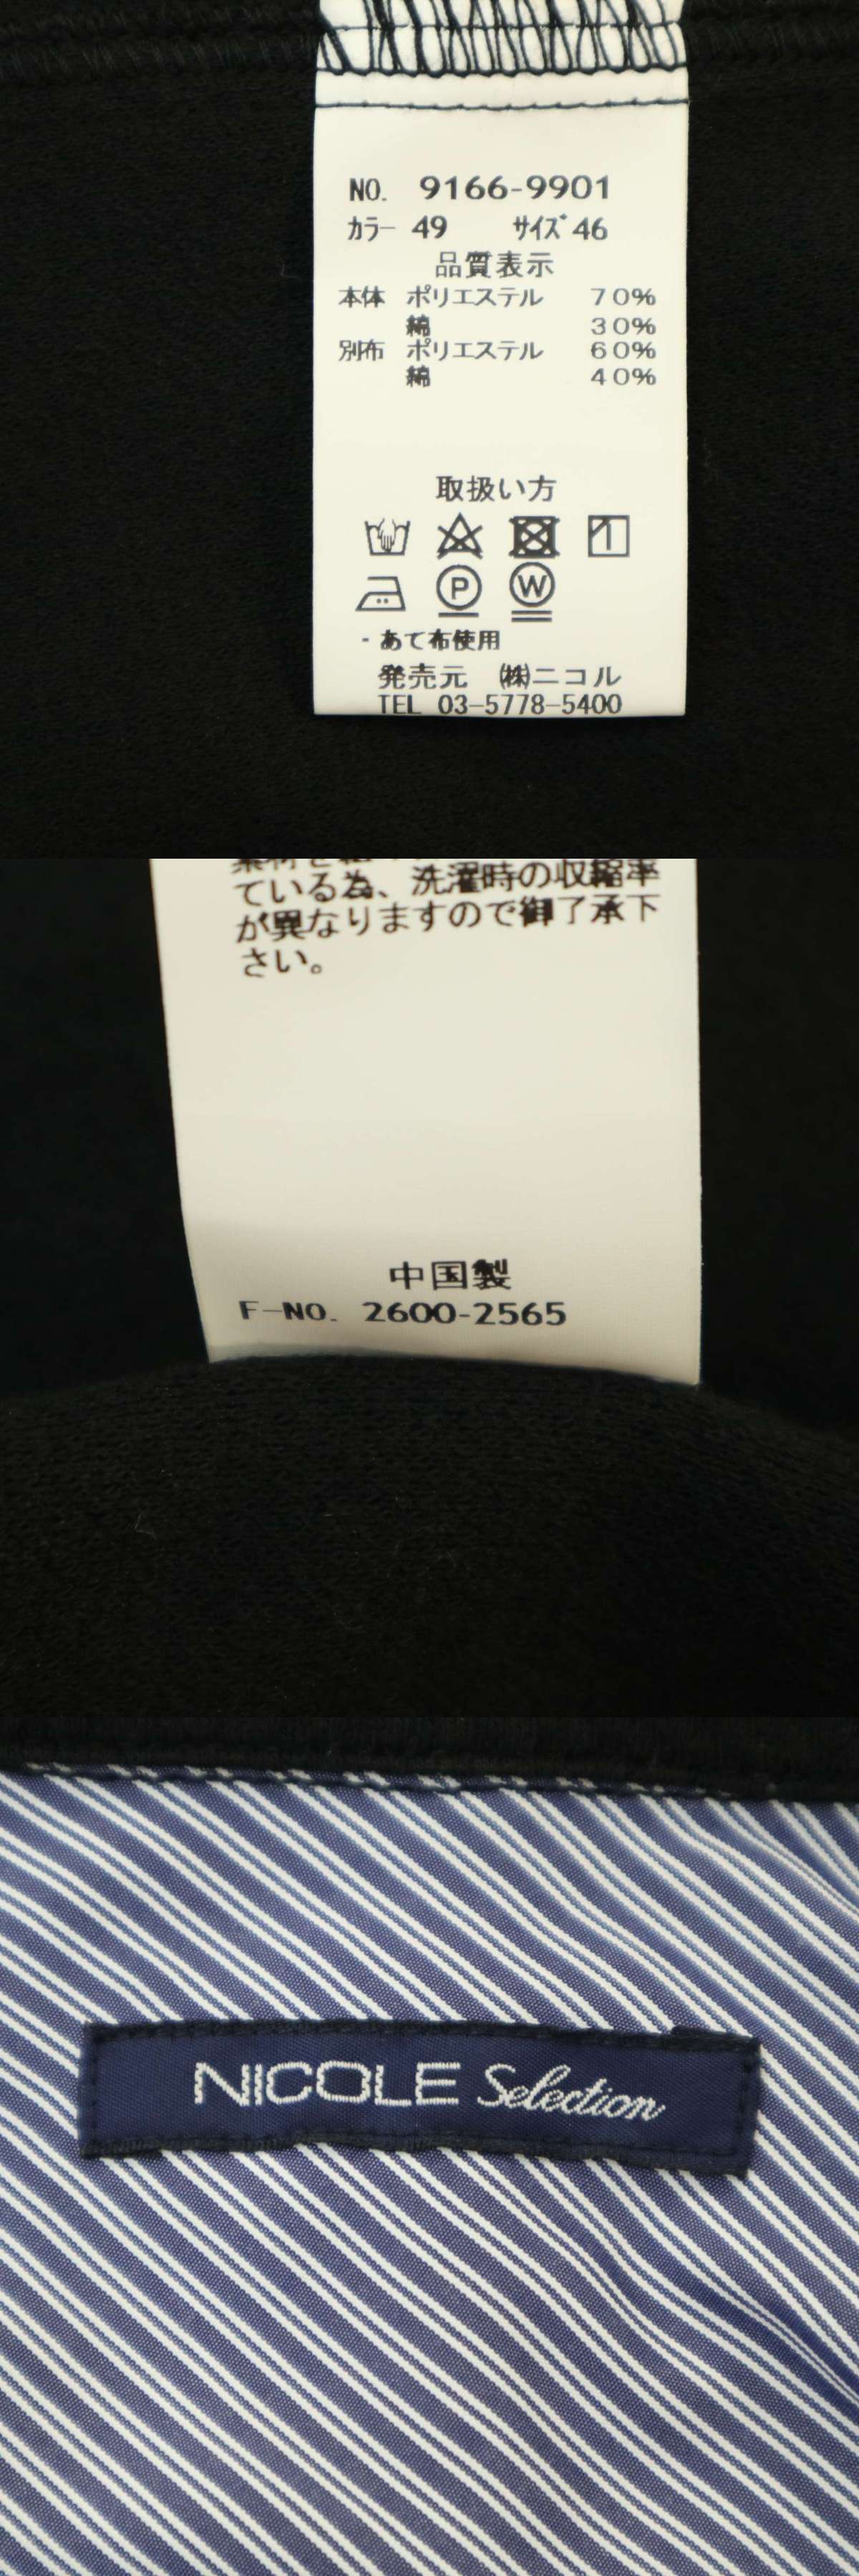 NO. 9166-9901
ｶﾗｰ 49 ｻｲｽﾞ 46
品質表示
本体 ポリエステル 70%
綿 30%
別布 ポリエステル 60%
綿 40%
取扱い方
P W
・あて布使用
発売元 ㈱ニコル
TEL 03-5778-5400
ている為、洗濯時の収縮率
が異なりますので御了承下
さい。
中国製
F-NO. 2600-2565
NICOLE Selection